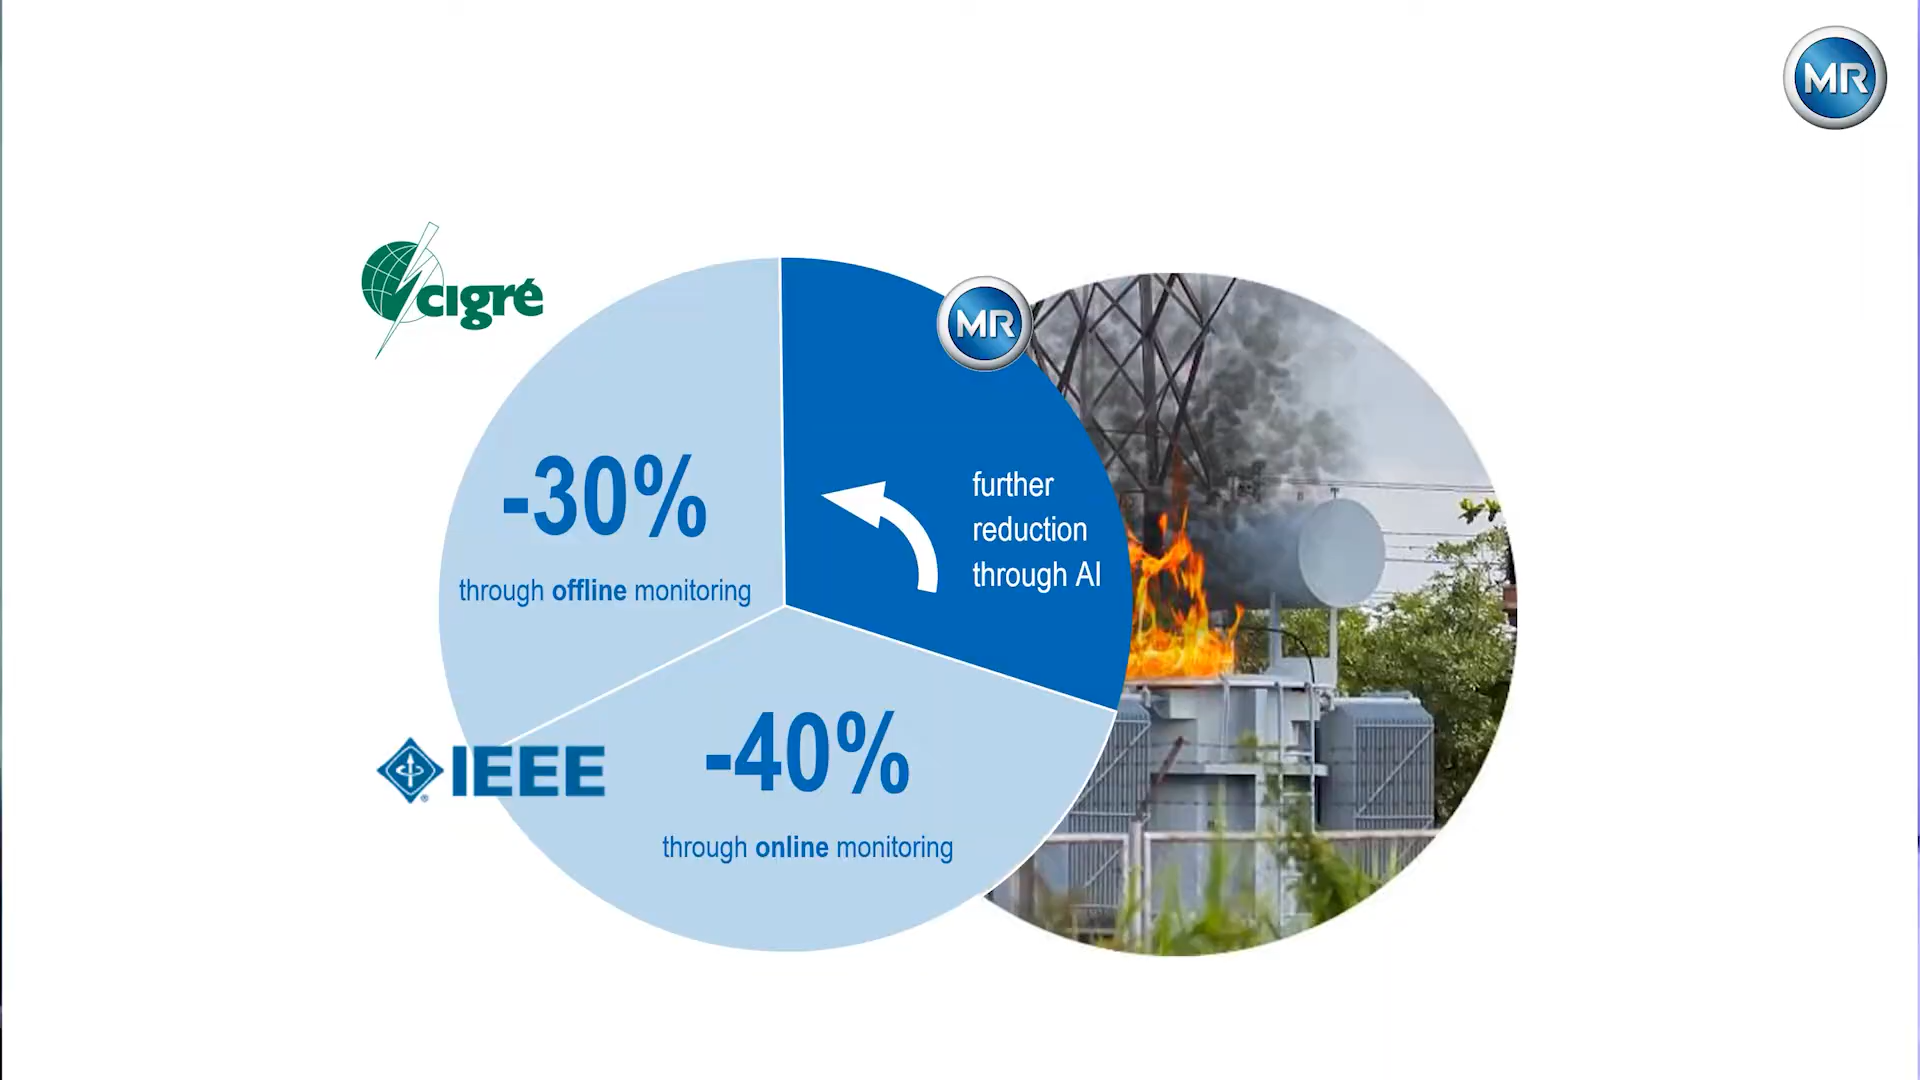 MR
cigré
MR
-30%
through offline monitoring
further
reduction
through AI
IEEE
-40%
through online monitoring